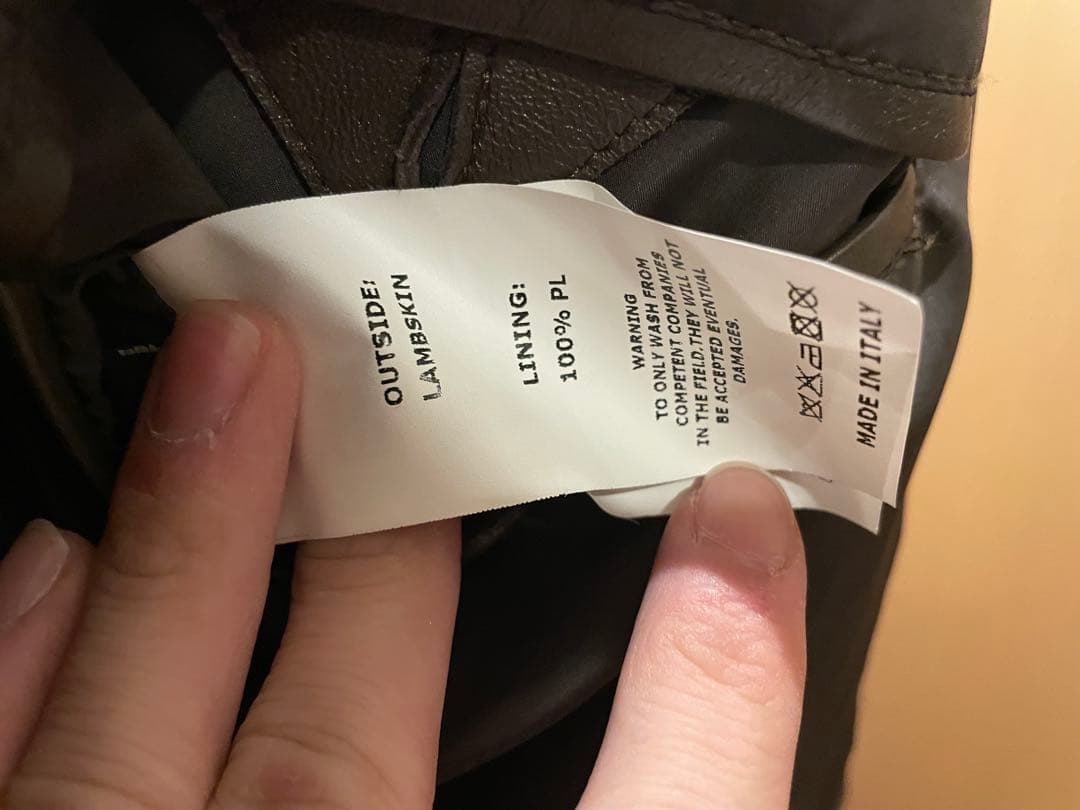 OUTSIDE:
LAMBSKIN
LINING:
100% PL
WARNING
TO ONLY WASH FROM
COMPETENT COMPANIES
IN THE FIELD.THEY WILL NOT
BE ACCEPTED EVENTUAL
DAMAGES.
MADE IN ITALY